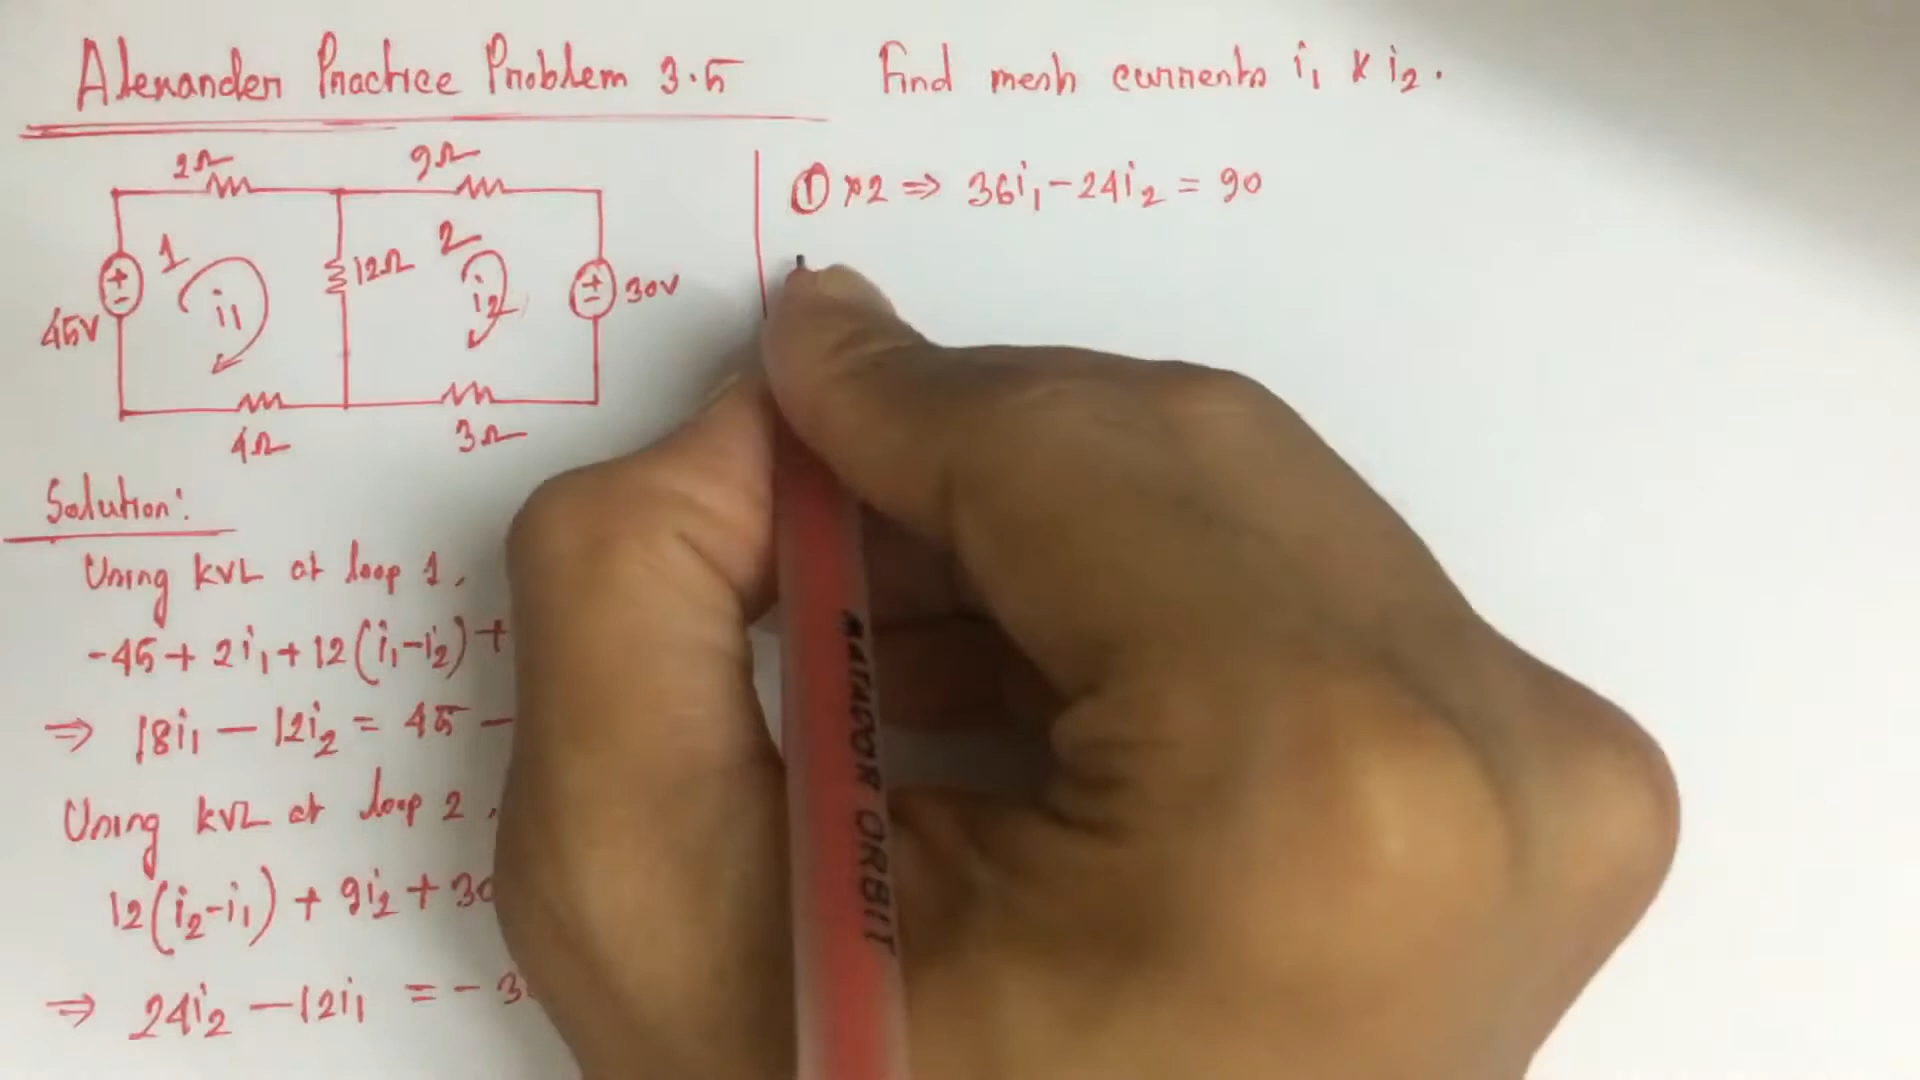 Alexander Practice Problem 3.5
Find mesh currents i₁ & i₂.
2Ω
9Ω
1
2
12Ω
i₁
i₂
45V
30V
4Ω
3Ω
① ×2 ⇒ 36i₁ - 24i₂ = 90
Solution:
Using KVL at loop 1,
-45 + 2i₁ + 12(i₁-i₂) +
⇒ 18i₁ - 12i₂ = 45 -
Using KVL at loop 2,
12(i₂-i₁) + 9i₂ + 30
⇒ 24i₂ - 12i₁ = -
MATADOR ORBIT